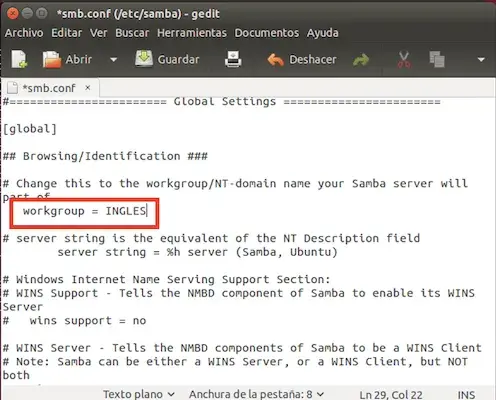 *smb.conf (/etc/samba) - gedit
Archivo Editar Ver Buscar Herramientas Documentos Ayuda
Abrir Guardar Deshacer
*smb.conf ×
#======================= Global Settings =======================
[global]
## Browsing/Identification ###
# Change this to the workgroup/NT-domain name your Samba server will
part of
workgroup = INGLES
# server string is the equivalent of the NT Description field
server string = %h server (Samba, Ubuntu)
# Windows Internet Name Serving Support Section:
# WINS Support - Tells the NMBD component of Samba to enable its WINS
Server
# wins support = no
# WINS Server - Tells the NMBD components of Samba to be a WINS Client
# Note: Samba can be either a WINS Server, or a WINS Client, but NOT
both
Texto plano Anchura de la pestaña: 8 Ln 29, Col 22 INS